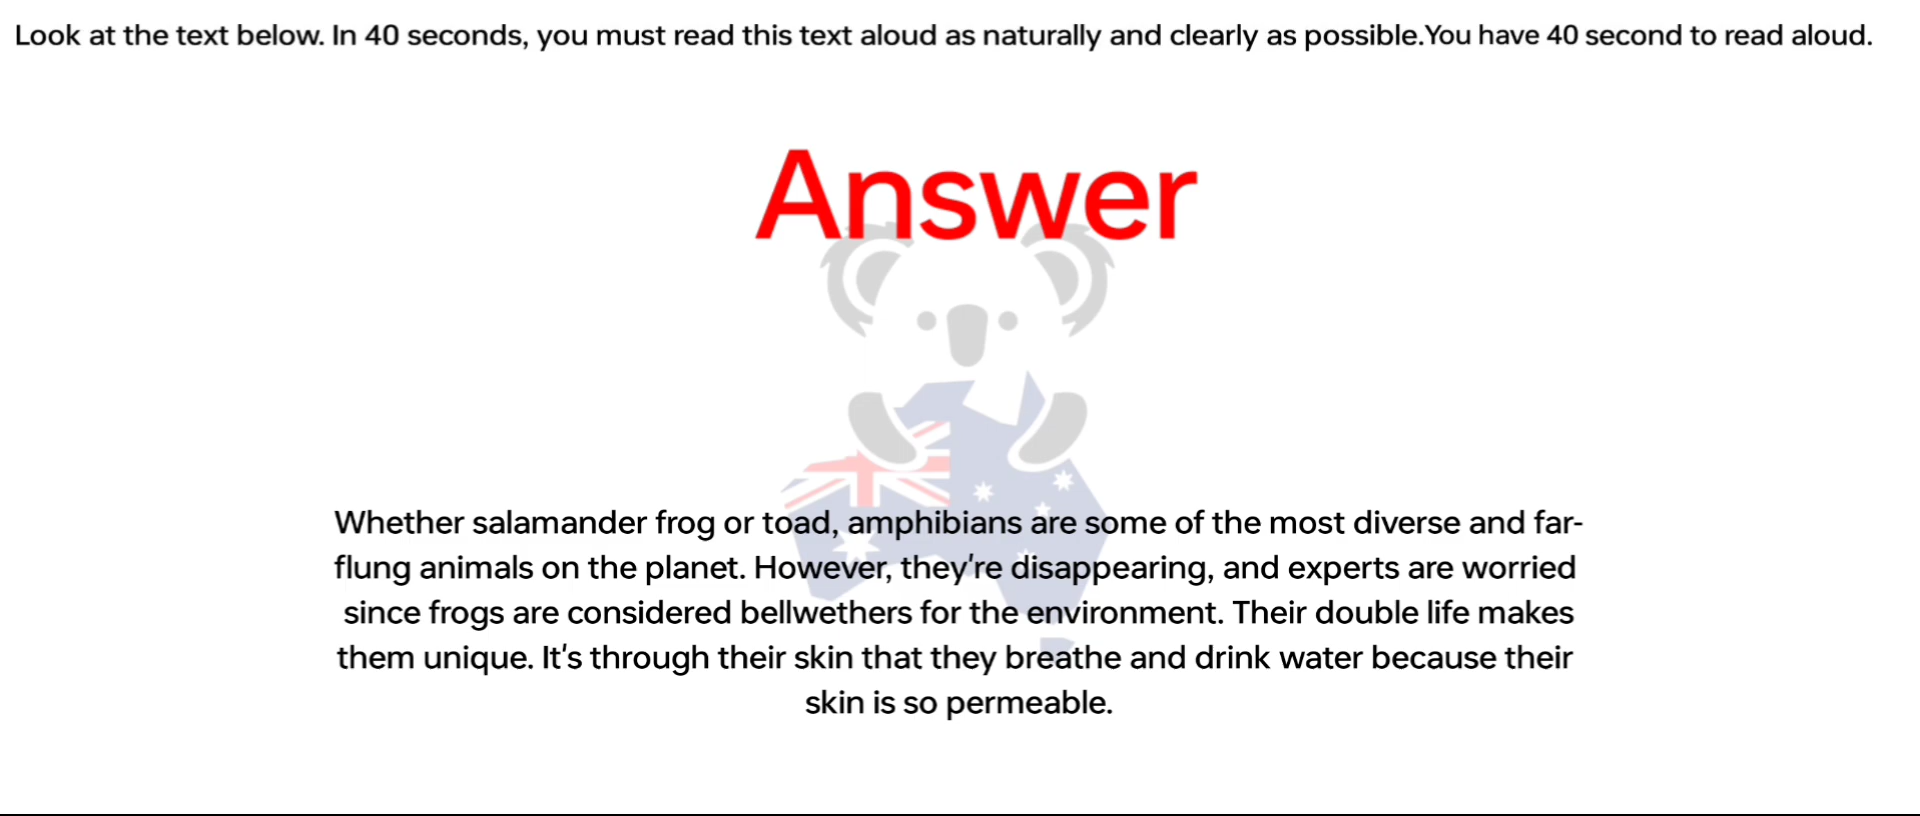 Look at the text below. In 40 seconds, you must read this text aloud as naturally and clearly as possible.You have 40 second to read aloud.
Answer
Whether salamander frog or toad, amphibians are some of the most diverse and far-
flung animals on the planet. However, they're disappearing, and experts are worried
since frogs are considered bellwethers for the environment. Their double life makes
them unique. It's through their skin that they breathe and drink water because their
skin is so permeable.